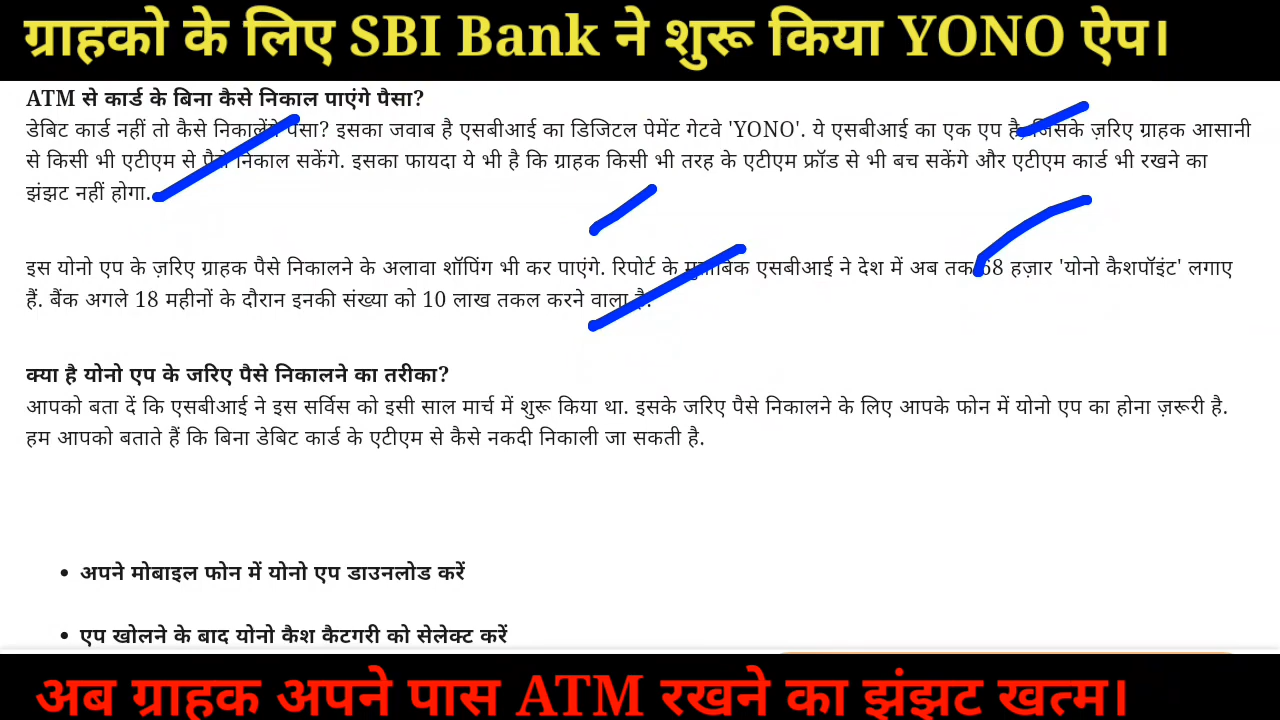 ग्राहको के लिए SBI Bank ने शुरू किया YONO ऐप।
ATM से कार्ड के बिना कैसे निकाल पाएंगे पैसा?
डेबिट कार्ड नहीं तो कैसे निकालेंगे पैसा? इसका जवाब है एसबीआई का डिजिटल पेमेंट गेटवे 'YONO'. ये एसबीआई का एक एप है, जिसके ज़रिए ग्राहक आसानी
से किसी भी एटीएम से पैसे निकाल सकेंगे. इसका फायदा ये भी है कि ग्राहक किसी भी तरह के एटीएम फ्रॉड से भी बच सकेंगे और एटीएम कार्ड भी रखने का
झंझट नहीं होगा.
इस योनो एप के ज़रिए ग्राहक पैसे निकालने के अलावा शॉपिंग भी कर पाएंगे. रिपोर्ट के मुताबिक एसबीआई ने देश में अब तक 68 हज़ार 'योनो कैशपॉइंट' लगाए
हैं. बैंक अगले 18 महीनों के दौरान इनकी संख्या को 10 लाख तकल करने वाला है.
क्या है योनो एप के जरिए पैसे निकालने का तरीका?
आपको बता दें कि एसबीआई ने इस सर्विस को इसी साल मार्च में शुरू किया था. इसके जरिए पैसे निकालने के लिए आपके फोन में योनो एप का होना ज़रूरी है.
हम आपको बताते हैं कि बिना डेबिट कार्ड के एटीएम से कैसे नकदी निकाली जा सकती है.
• अपने मोबाइल फोन में योनो एप डाउनलोड करें
• एप खोलने के बाद योनो कैश कैटगरी को सेलेक्ट करें
अब ग्राहक अपने पास ATM रखने का झंझट खत्म।